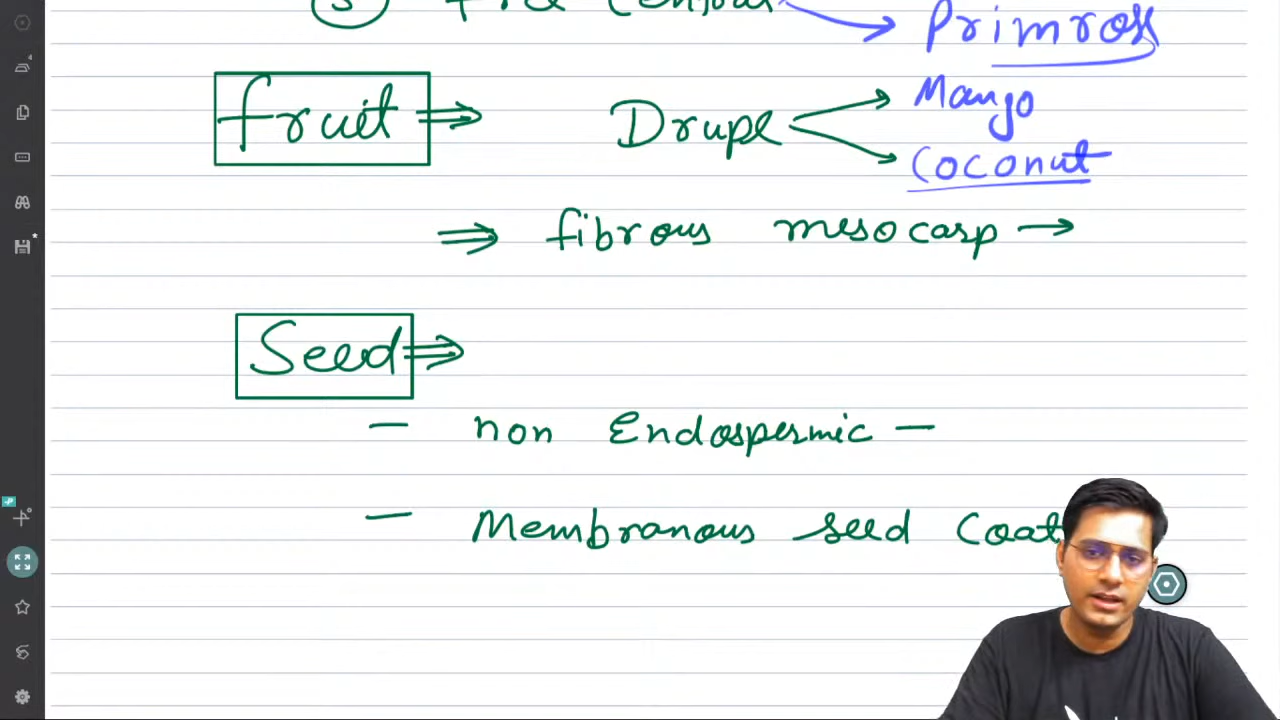 Primrose
Fruit ⇒ Drupe
Mango
Coconut
⇒ fibrous mesocarp →
Seed ⇒
- non Endospermic -
- Membranous seed Coat